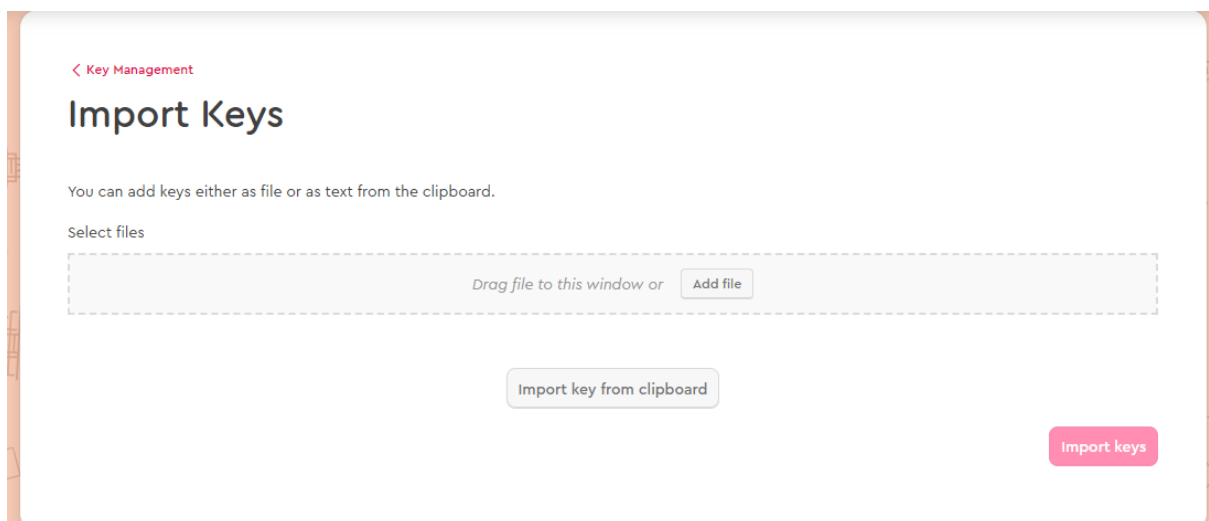 Key Management
Import Keys
You can add keys either as file or as text from the clipboard.
Select files
Drag file to this window or Add file
Import key from clipboard
Import keys